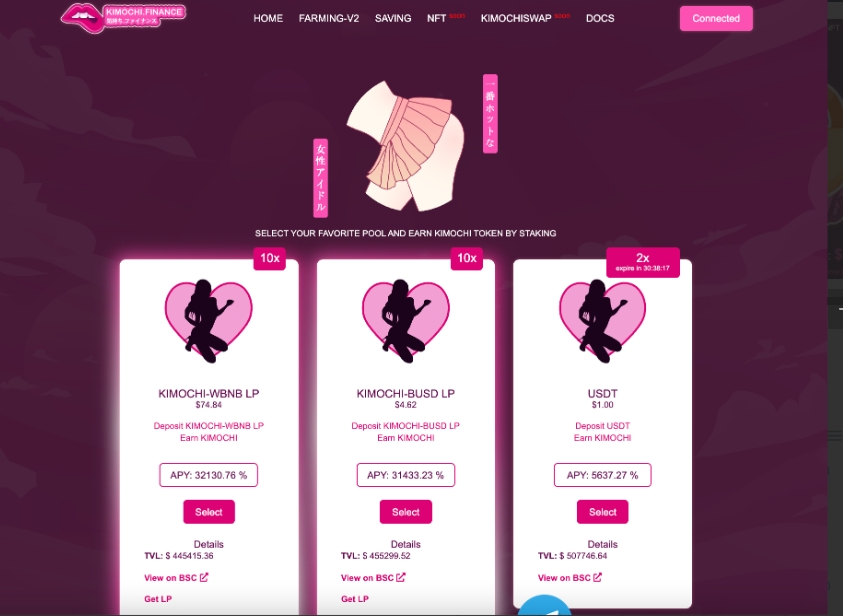 KIMOCHI.FINANCE
気持ち.ファイナンス
HOME
FARMING-V2
SAVING
NFT soon
KIMOCHISWAP soon
DOCS
Connected
一番ホットな
女性アイドル
SELECT YOUR FAVORITE POOL AND EARN KIMOCHI TOKEN BY STAKING
10x
KIMOCHI-WBNB LP
$74.84
Deposit KIMOCHI-WBNB LP
Earn KIMOCHI
APY: 32130.76 %
Select
Details
TVL: $ 445415.36
View on BSC
Get LP
10x
KIMOCHI-BUSD LP
$4.62
Deposit KIMOCHI-BUSD LP
Earn KIMOCHI
APY: 31433.23 %
Select
Details
TVL: $ 455299.52
View on BSC
Get LP
2x
expire in 30:38:17
USDT
$1.00
Deposit USDT
Earn KIMOCHI
APY: 5637.27 %
Select
Details
TVL: $ 507746.64
View on BSC